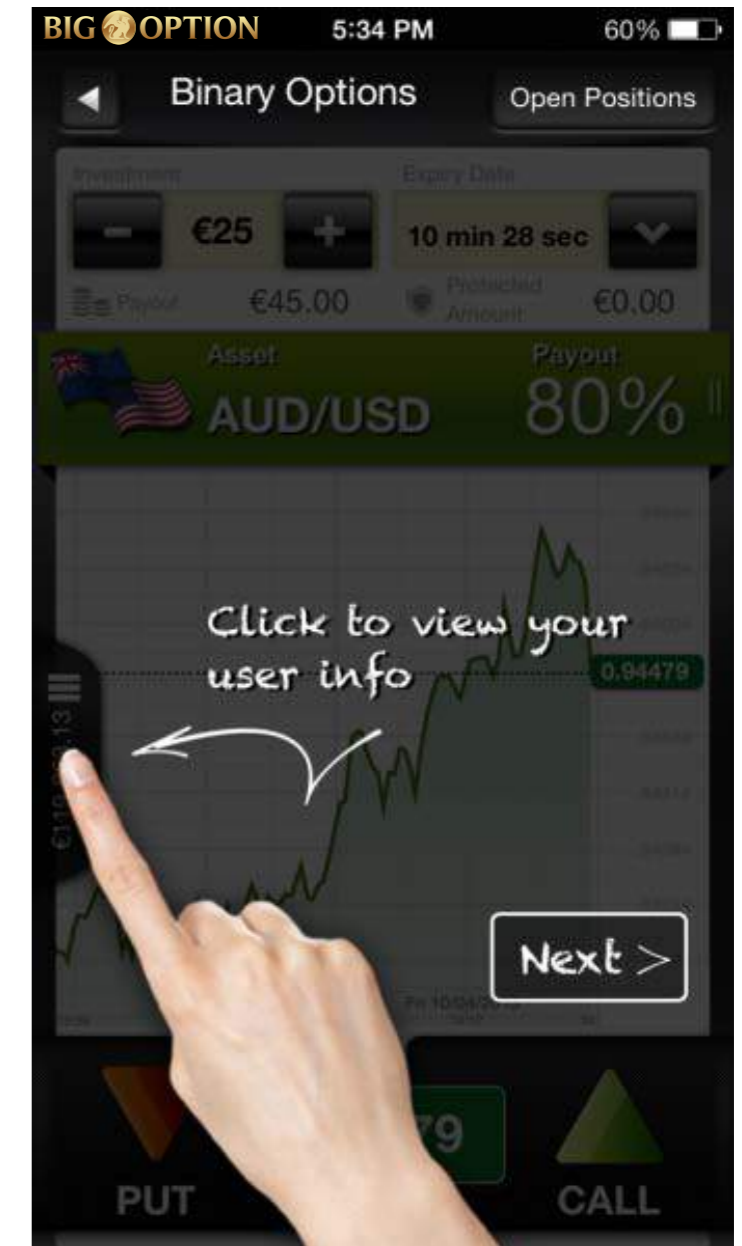 BIG OPTION 5:34 PM 60%
Binary Options Open Positions
Investment Expiry Date
€25 10 min 28 sec
Payout €45.00 Protected Amount €0.00
Asset Payout
AUD/USD 80%
Click to view your
user info
0.94479
Next >
79
PUT CALL